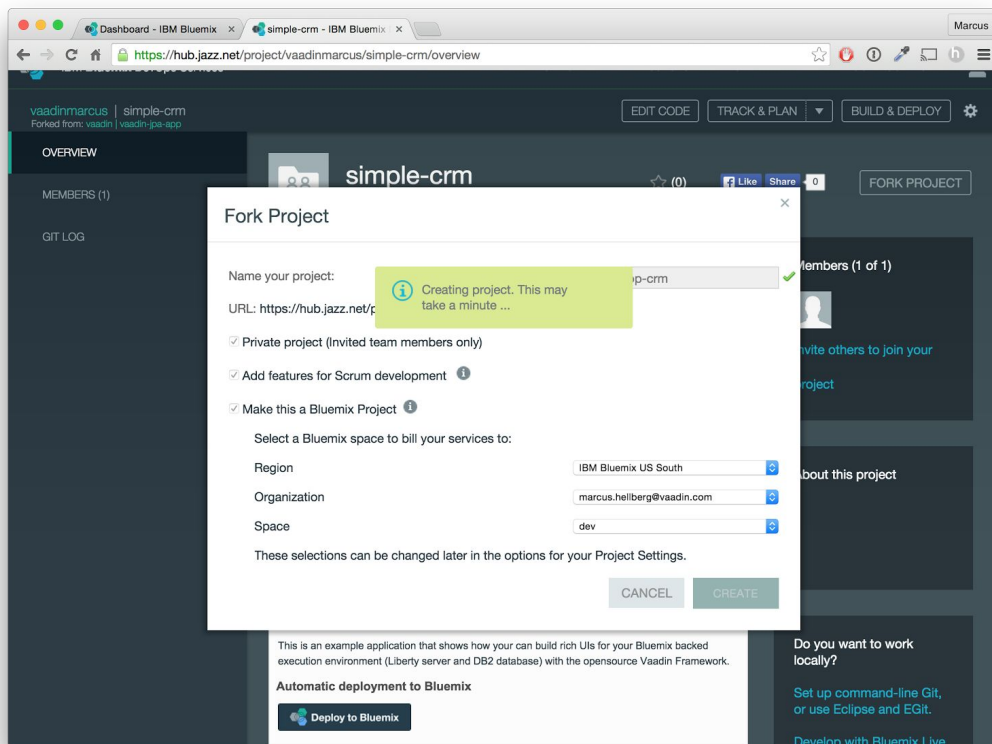 Dashboard - IBM Bluemix
simple-crm - IBM Bluemix
Marcus
https://hub.jazz.net/project/vaadinmarcus/simple-crm/overview
vaadinmarcus | simple-crm
Forked from: vaadin | vaadin-jpa-app
EDIT CODE
TRACK & PLAN
BUILD & DEPLOY
OVERVIEW
MEMBERS (1)
GIT LOG
simple-crm
(0)
Like
Share
0
FORK PROJECT
Fork Project
Name your project:
p-crm
Creating project. This may
take a minute ...
URL: https://hub.jazz.net/p
Private project (Invited team members only)
Add features for Scrum development
Make this a Bluemix Project
Select a Bluemix space to bill your services to:
Region
IBM Bluemix US South
Organization
marcus.hellberg@vaadin.com
Space
dev
These selections can be changed later in the options for your Project Settings.
CANCEL
CREATE
Members (1 of 1)
nvite others to join your
roject
About this project
This is an example application that shows how your can build rich UIs for your Bluemix backed
execution environment (Liberty server and DB2 database) with the opensource Vaadin Framework.
Automatic deployment to Bluemix
Deploy to Bluemix
Do you want to work
locally?
Set up command-line Git,
or use Eclipse and EGit.
Develop with Bluemix Live